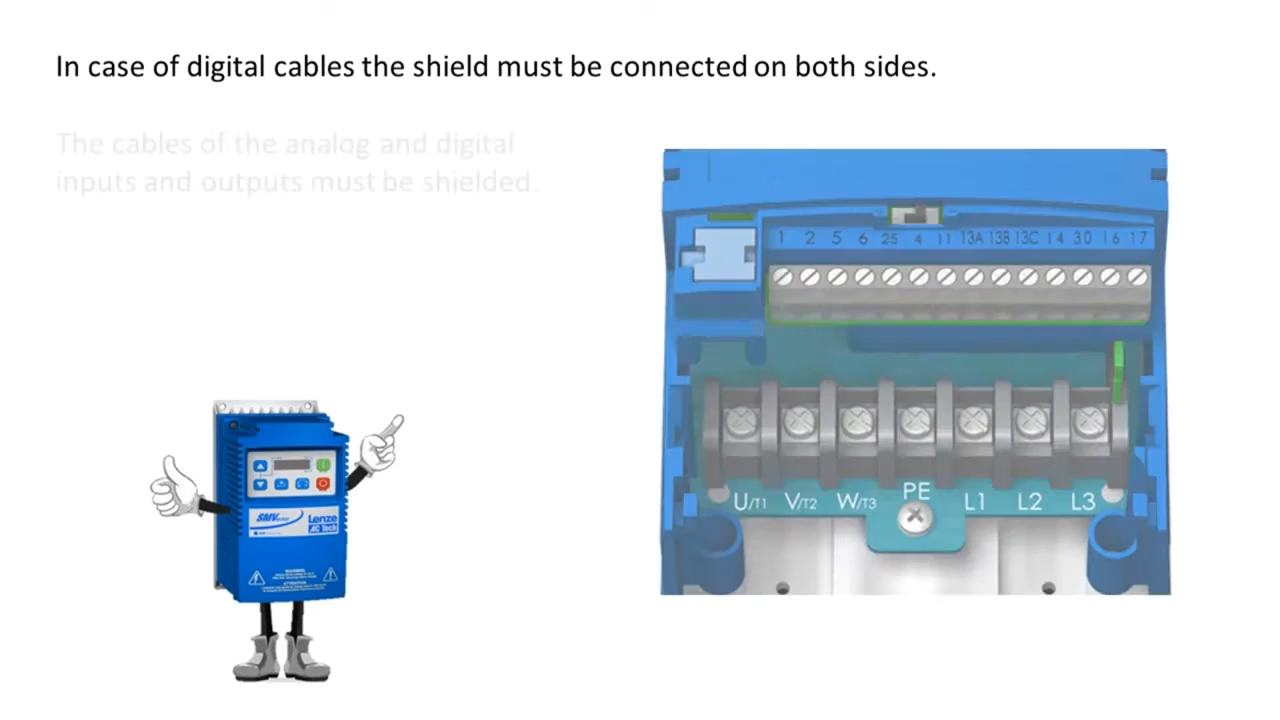 In case of digital cables the shield must be connected on both sides.
The cables of the analog and digital
inputs and outputs must be shielded.
1 2 5 6 25 4 11 13A 13B 13C 14 30 16 17
U/T1 V/T2 W/T3 PE L1 L2 L3
SMV
Lenze
AC Tech
WARNING